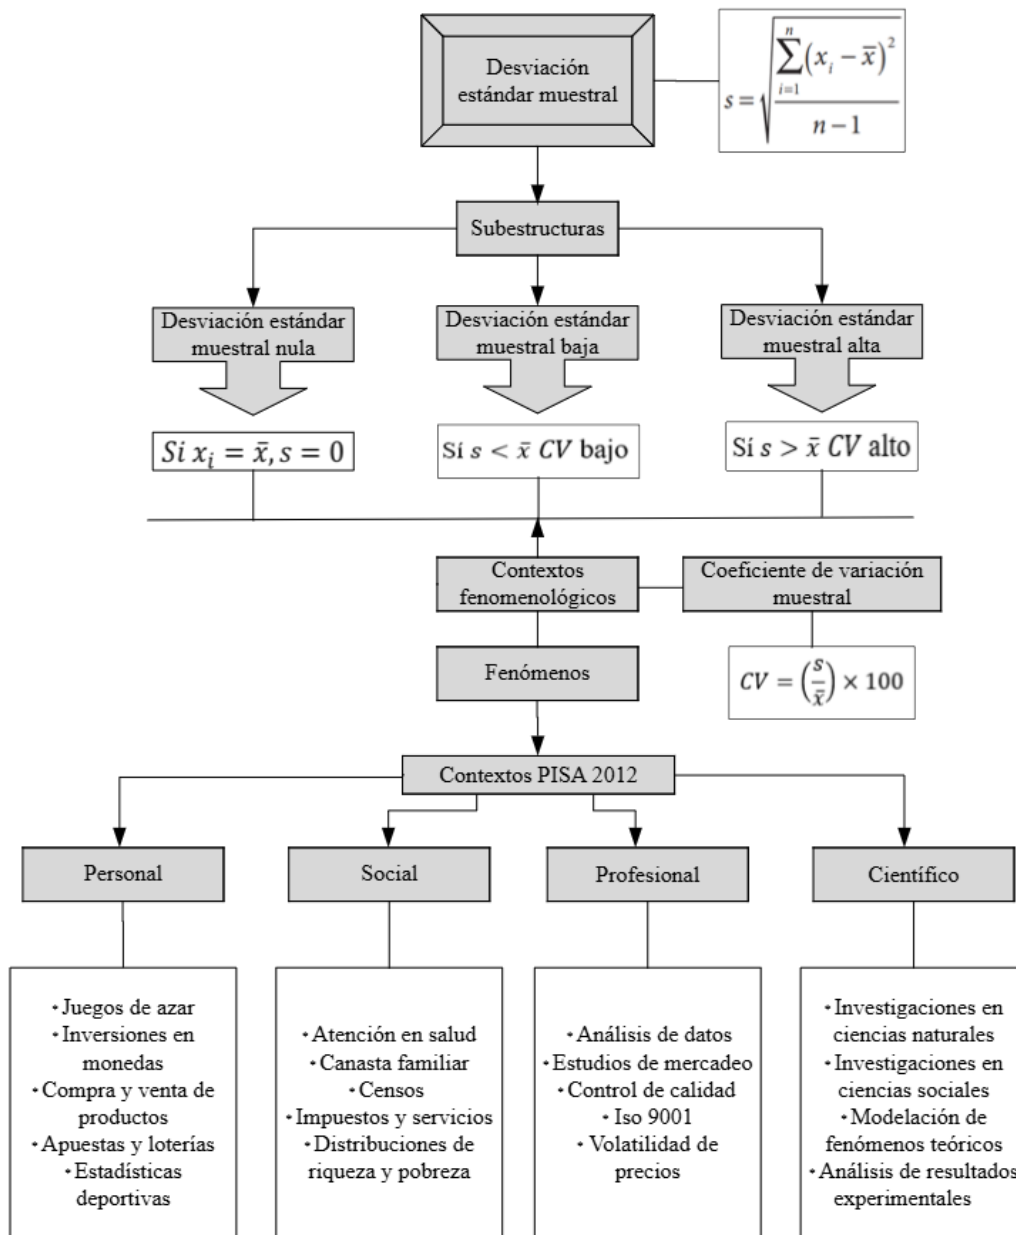 Desviación
estándar muestral
s = √(∑_{i=1}^{n} (x_i − x̄)² / (n − 1))
Subestructuras
Desviación estándar
muestral nula
Desviación estándar
muestral baja
Desviación estándar
muestral alta
Si x_i = x̄, s = 0
Sí s < x̄ CV bajo
Sí s > x̄ CV alto
Contextos
fenomenológicos
Coeficiente de variación
muestral
Fenómenos
CV = (s/x̄) × 100
Contextos PISA 2012
Personal
Social
Profesional
Científico
• Juegos de azar
• Inversiones en
monedas
• Compra y venta de
productos
• Apuestas y loterías
• Estadísticas
deportivas
• Atención en salud
• Canasta familiar
• Censos
• Impuestos y servicios
• Distribuciones de
riqueza y pobreza
• Análisis de datos
• Estudios de mercadeo
• Control de calidad
• Iso 9001
• Volatilidad de
precios
• Investigaciones en
ciencias naturales
• Investigaciones en
ciencias sociales
• Modelación de
fenómenos teóricos
• Análisis de resultados
experimentales